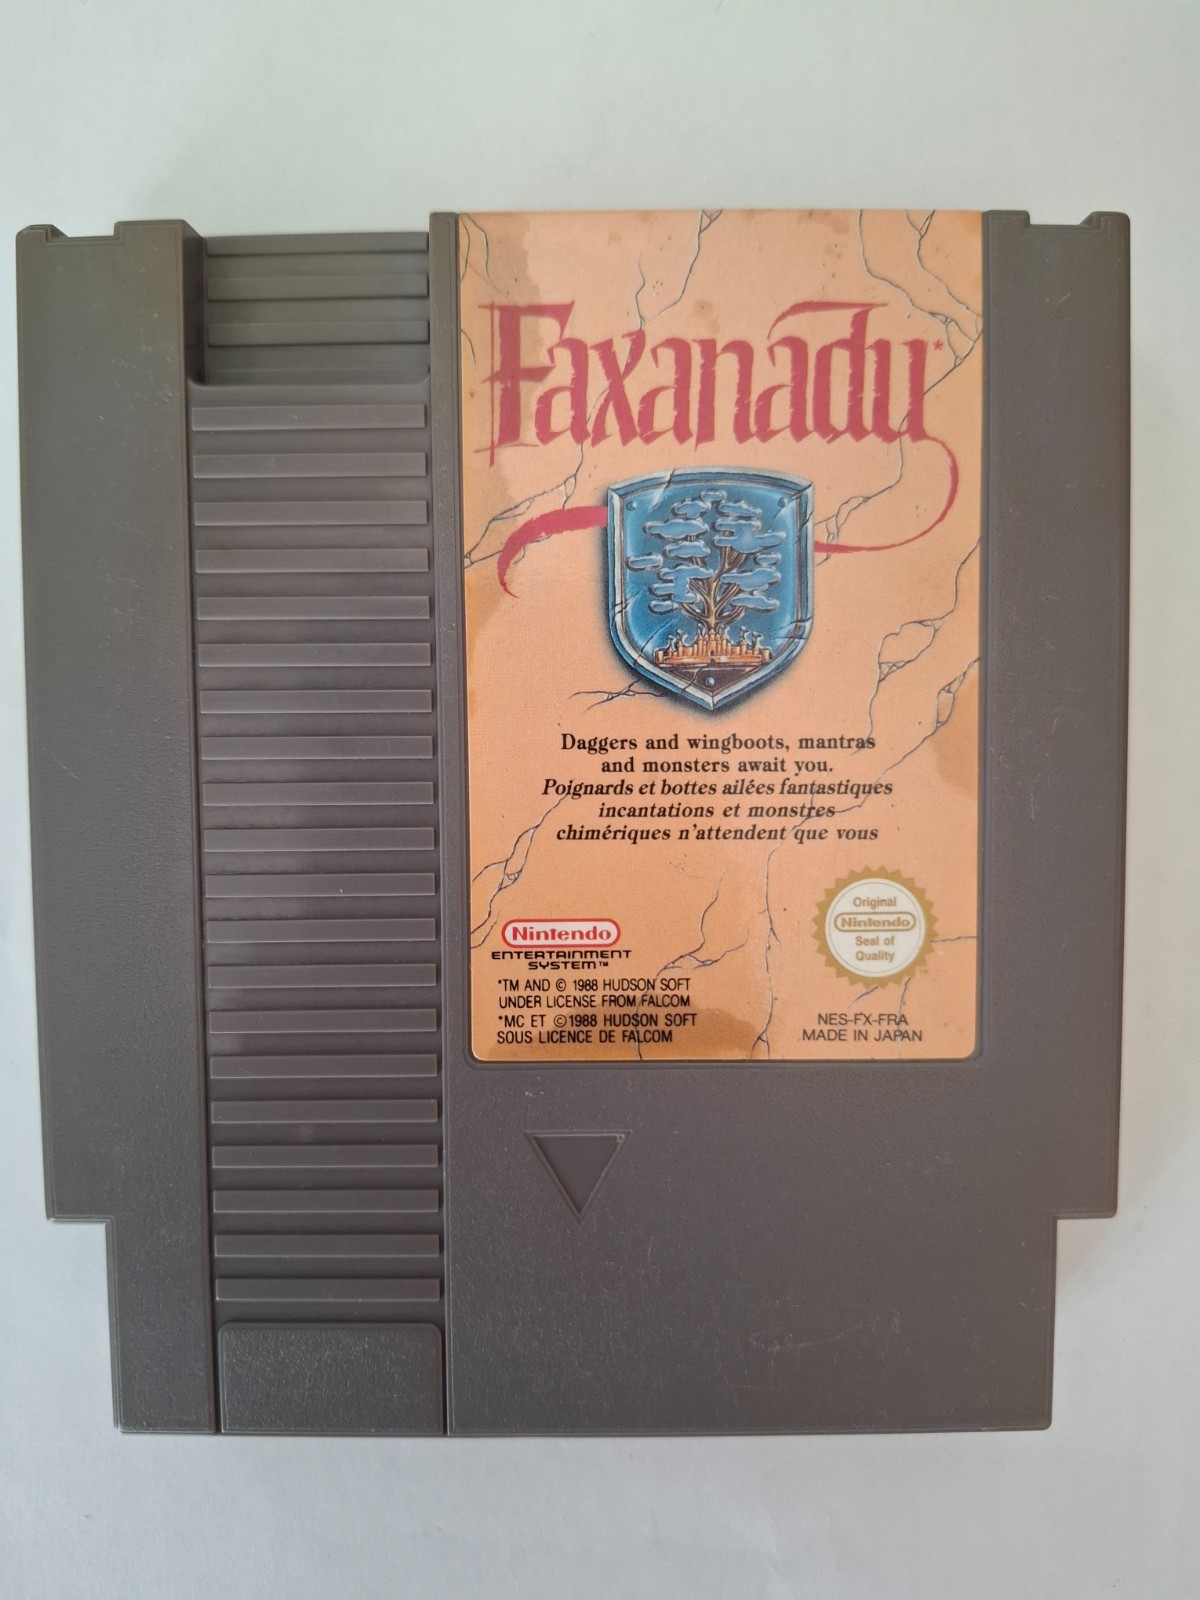 Faxanadu*
Daggers and wingboots, mantras
and monsters await you.
Poignards et bottes ailées fantastiques
incantations et monstres
chimériques n'attendent que vous
Original
Nintendo
Seal of
Quality
Nintendo
ENTERTAINMENT
SYSTEM™
*TM AND © 1988 HUDSON SOFT
UNDER LICENSE FROM FALCOM
*MC ET ©1988 HUDSON SOFT
SOUS LICENCE DE FALCOM
NES-FX-FRA
MADE IN JAPAN